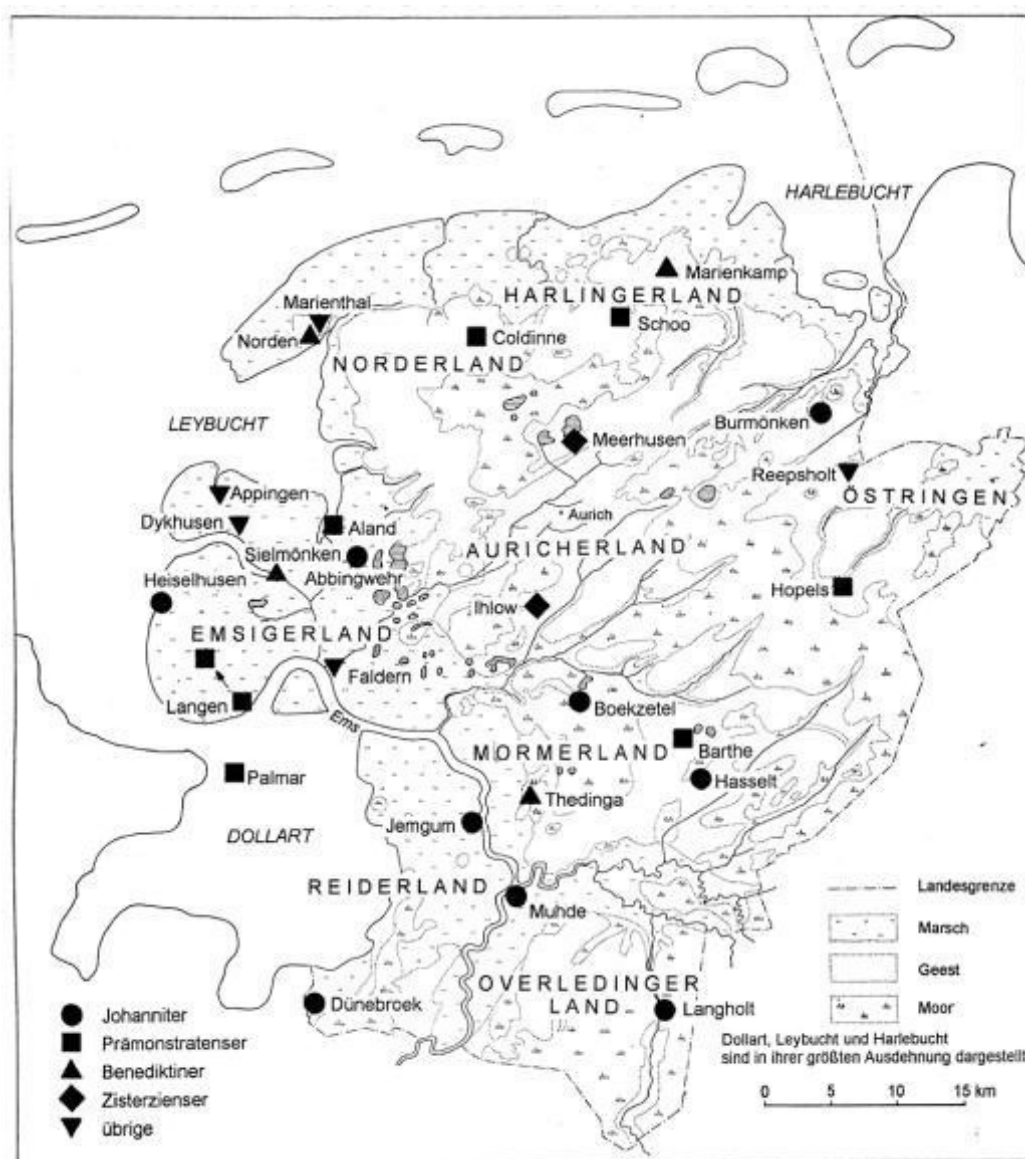 HARLEBUCHT
Marienkamp
HARLINGERLAND
Marienthal
Schoo
Norden
Coldinne
NORDERLAND
Burmönken
LEYBUCHT
Meerhusen
Reepsholt
Appingen
ÖSTRINGEN
Aurich
Dykhusen
Aland
AURICHERLAND
Sielmönken
Abbingwehr
Heiselhusen
Hopels
Ihlow
EMSIGERLAND
Faldern
Langen
Boekzetel
Ems
MORMERLAND
Barthe
Palmar
Hasselt
Thedinga
Jemgum
DOLLART
REIDERLAND
Landesgrenze
Muhde
Marsch
Geest
OVERLEDINGER
LAND
Dünebroek
Langholt
Moor
Johanniter
Prämonstratenser
Benediktiner
Zisterzienser
übrige
Dollart, Leybucht und Harlebucht
sind in ihrer größten Ausdehnung dargestellt
0 5 10 15 km